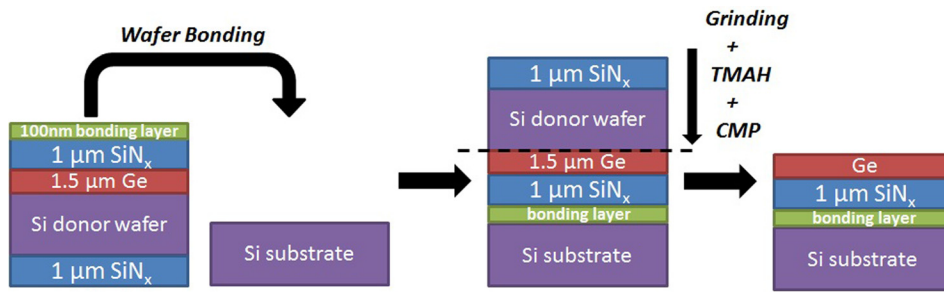 Wafer Bonding
100nm bonding layer
1 µm SiNₓ
1.5 µm Ge
Si donor wafer
1 µm SiNₓ
Si substrate
1 µm SiNₓ
Si donor wafer
1.5 µm Ge
1 µm SiNₓ
bonding layer
Si substrate
Grinding
+
TMAH
+
CMP
Ge
1 µm SiNₓ
bonding layer
Si substrate